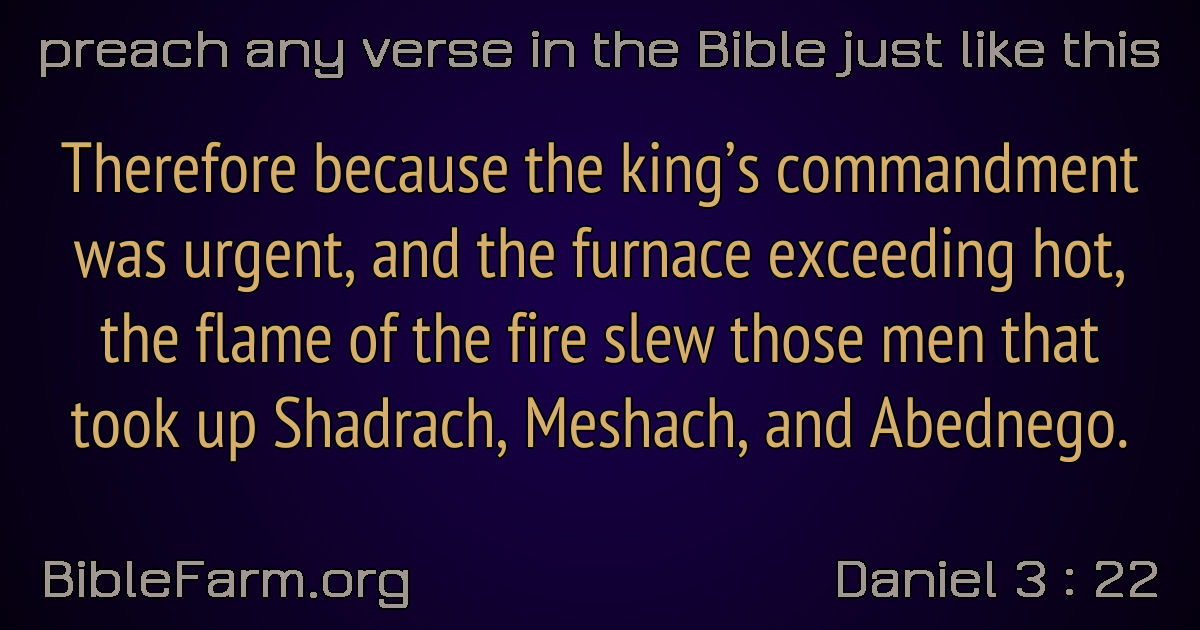 preach any verse in the Bible just like this
Therefore because the king’s commandment
was urgent, and the furnace exceeding hot,
the flame of the fire slew those men that
took up Shadrach, Meshach, and Abednego.
BibleFarm.org
Daniel 3 : 22